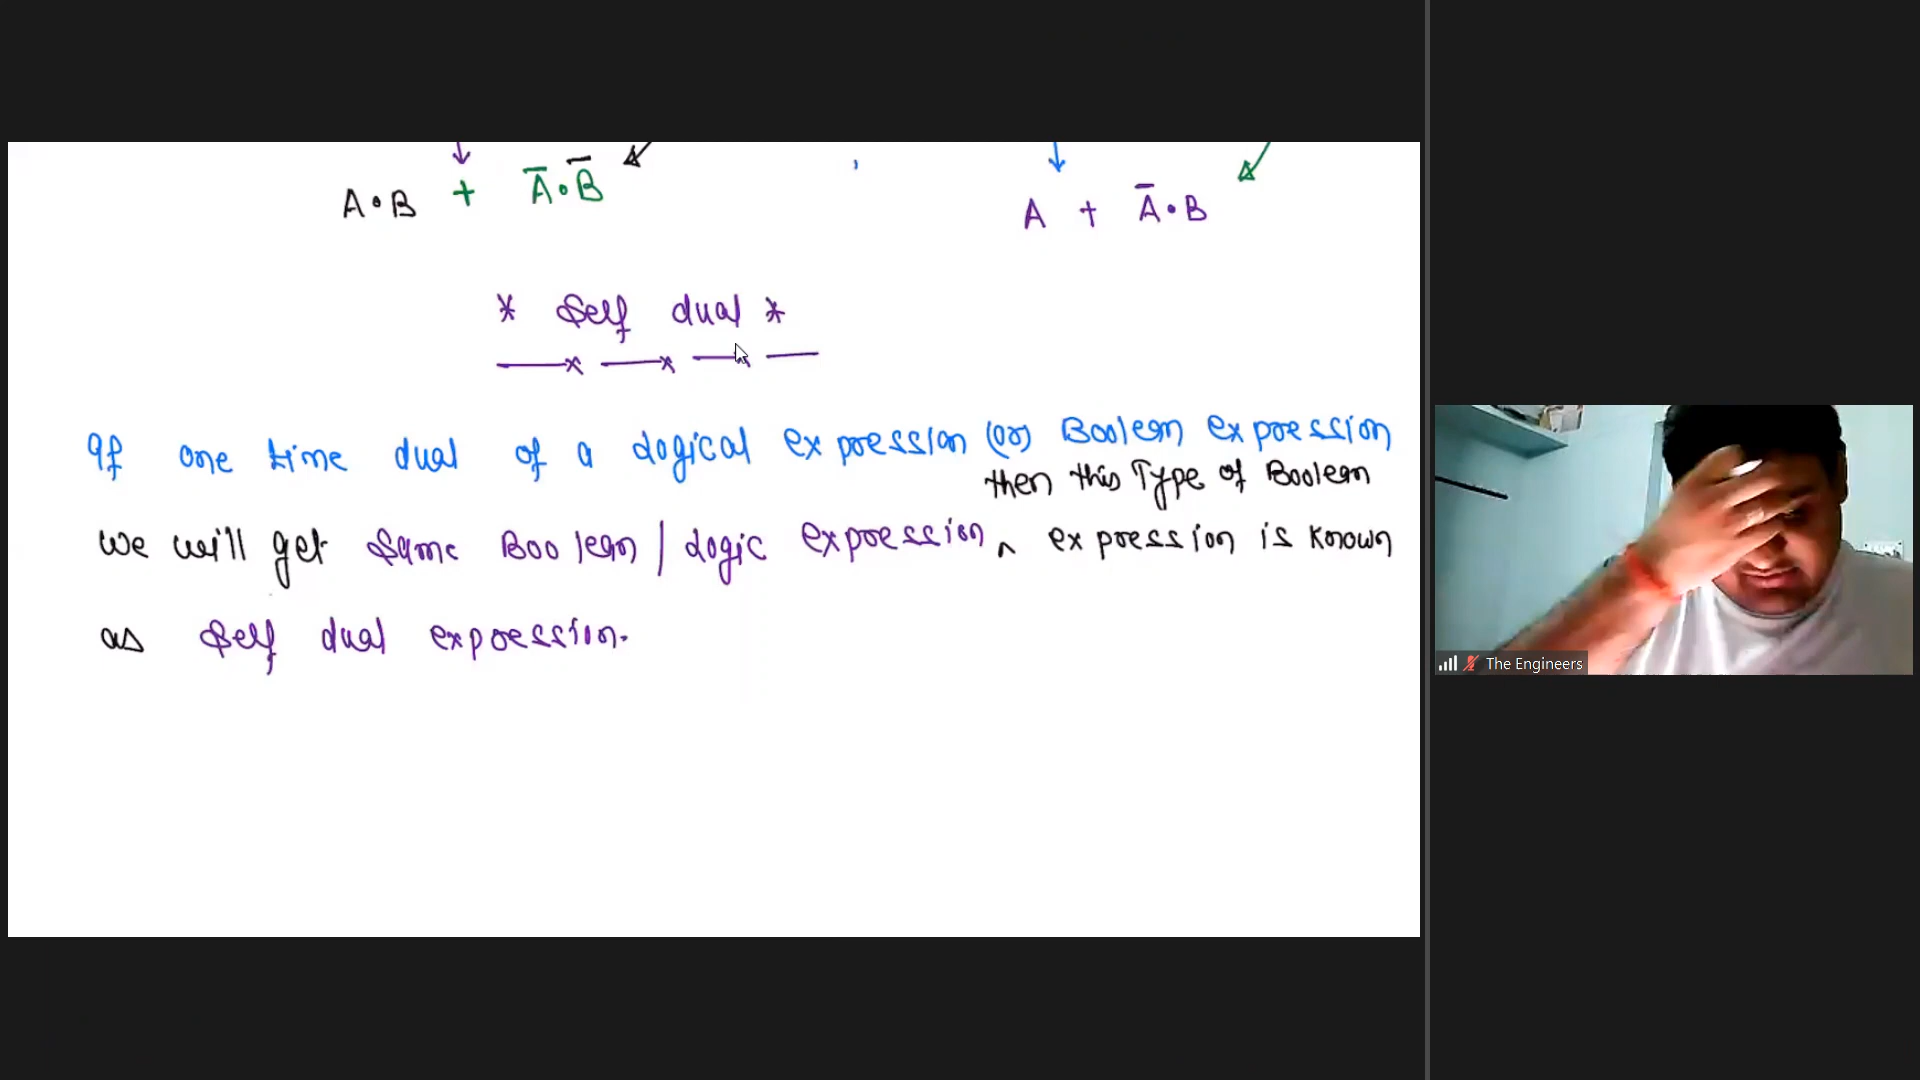 A•B + A̅•B̅
A + A̅•B
* Self dual *
If one time dual of a Logical expression (or) Boolean expression
then this Type of Boolean
we will get same Boolean / Logic expression ^ expression is known
as Self dual expression.
The Engineers